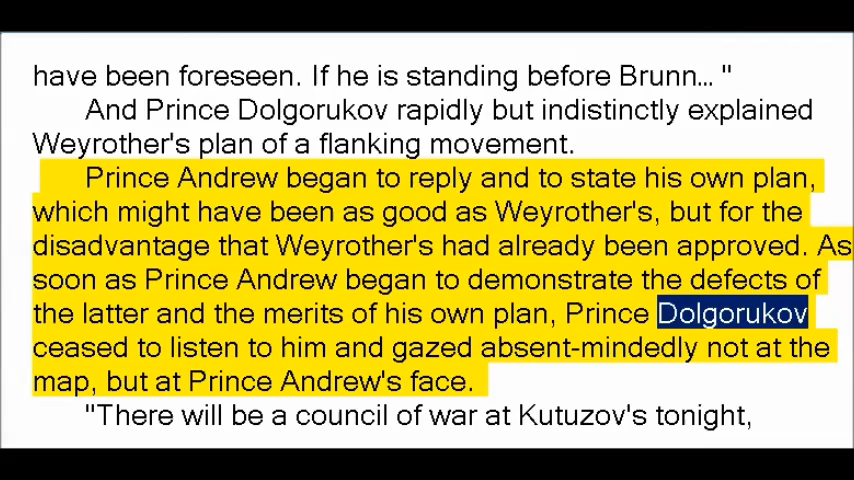 have been foreseen. If he is standing before Brunn... "
And Prince Dolgorukov rapidly but indistinctly explained
Weyrother's plan of a flanking movement.
Prince Andrew began to reply and to state his own plan,
which might have been as good as Weyrother's, but for the
disadvantage that Weyrother's had already been approved. As
soon as Prince Andrew began to demonstrate the defects of
the latter and the merits of his own plan, Prince Dolgorukov
ceased to listen to him and gazed absent-mindedly not at the
map, but at Prince Andrew's face.
"There will be a council of war at Kutuzov's tonight,